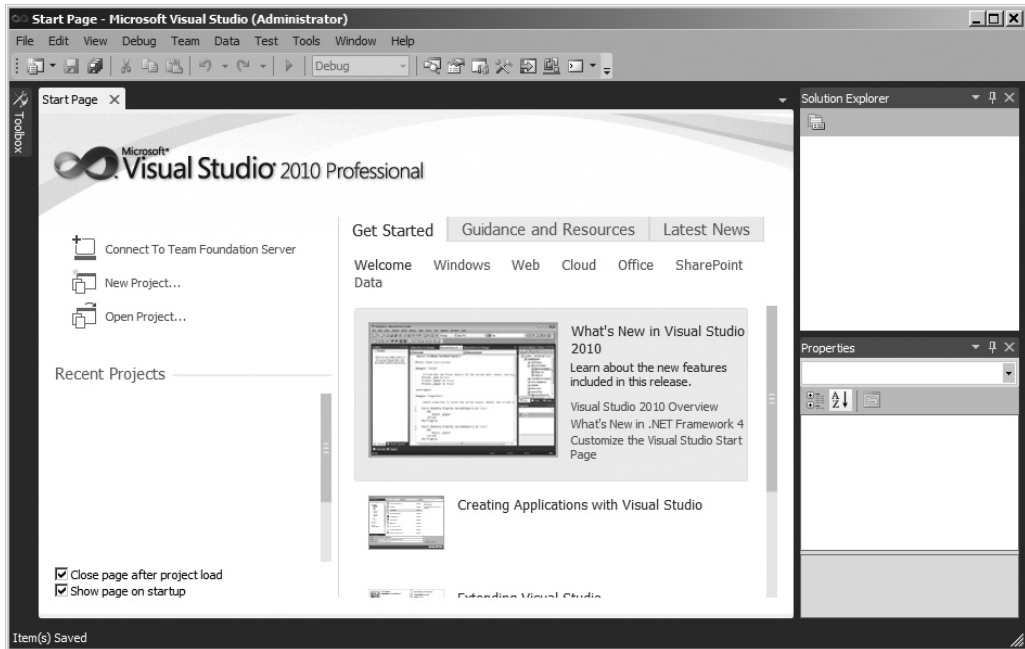 Start Page - Microsoft Visual Studio (Administrator)
File Edit View Debug Team Data Test Tools Window Help
Debug
Toolbox
Start Page
Microsoft
Visual Studio 2010 Professional
Connect To Team Foundation Server
New Project...
Open Project...
Recent Projects
Close page after project load
Show page on startup
Get Started Guidance and Resources Latest News
Welcome Windows Web Cloud Office SharePoint
Data
What's New in Visual Studio
2010
Learn about the new features
included in this release.
Visual Studio 2010 Overview
What's New in .NET Framework 4
Customize the Visual Studio Start
Page
Creating Applications with Visual Studio
Extending Visual Studio
Solution Explorer
Properties
Item(s) Saved